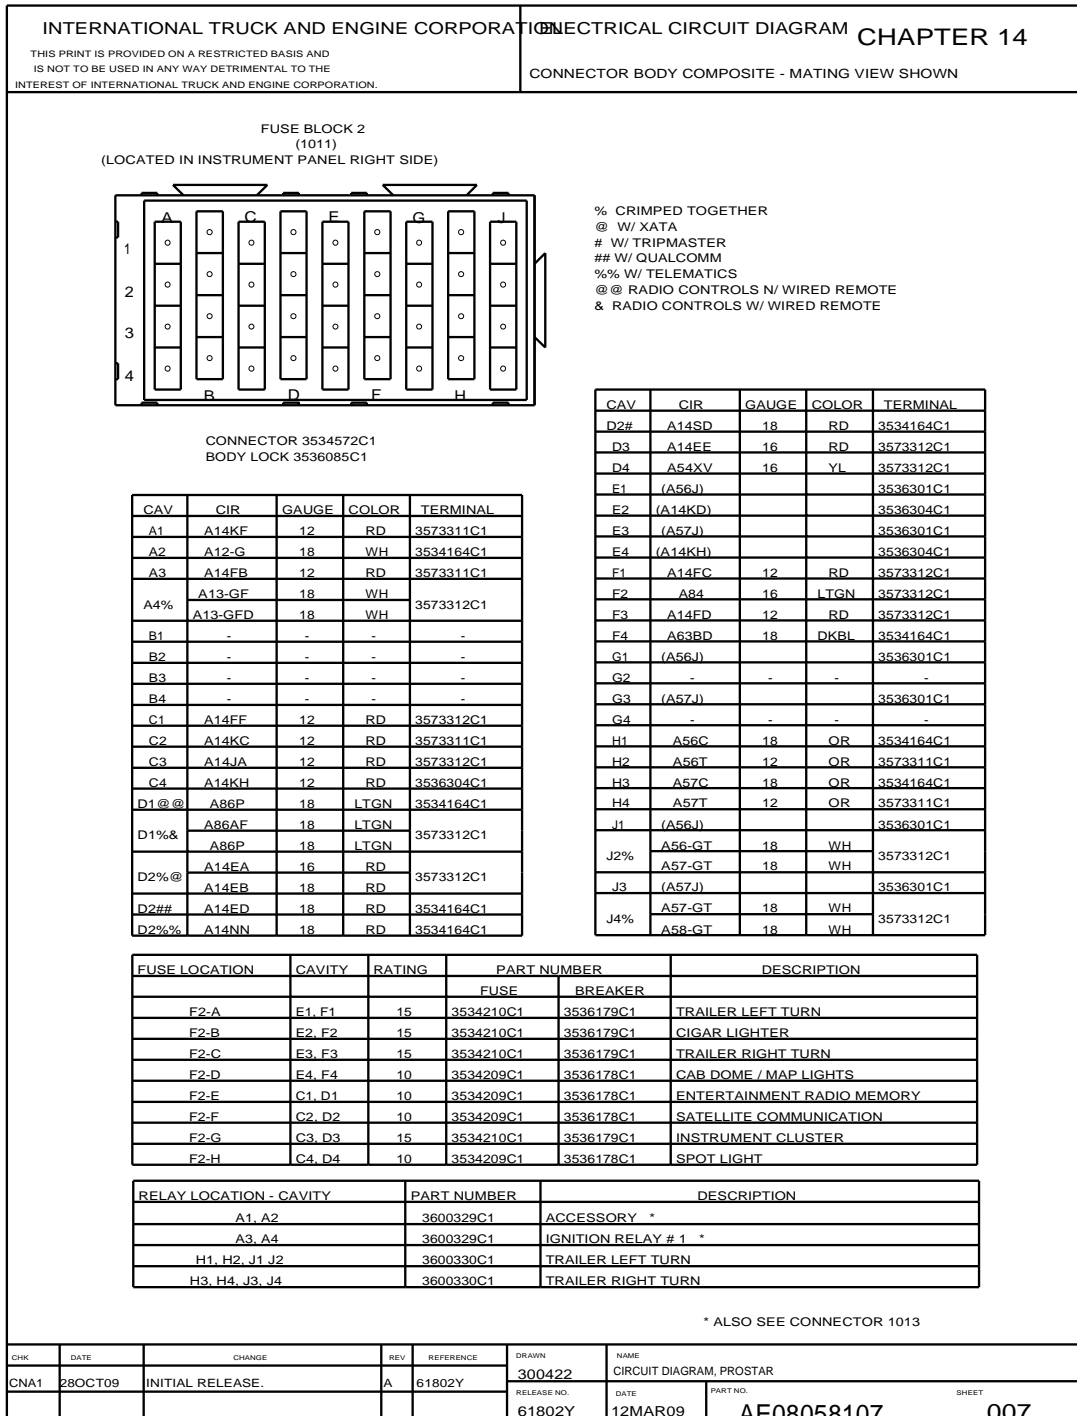 INTERNATIONAL TRUCK AND ENGINE CORPORATION
THIS PRINT IS PROVIDED ON A RESTRICTED BASIS AND
IS NOT TO BE USED IN ANY WAY DETRIMENTAL TO THE
INTEREST OF INTERNATIONAL TRUCK AND ENGINE CORPORATION.
ELECTRICAL CIRCUIT DIAGRAM CHAPTER 14
CONNECTOR BODY COMPOSITE - MATING VIEW SHOWN
FUSE BLOCK 2
(1011)
(LOCATED IN INSTRUMENT PANEL RIGHT SIDE)
A C E G J
1
2
3
4
B D F H
CONNECTOR 3534572C1
BODY LOCK 3536085C1
% CRIMPED TOGETHER
@ W/ XATA
# W/ TRIPMASTER
## W/ QUALCOMM
%% W/ TELEMATICS
@@ RADIO CONTROLS N/ WIRED REMOTE
& RADIO CONTROLS W/ WIRED REMOTE
CAV CIR GAUGE COLOR TERMINAL
A1 A14KF 12 RD 3573311C1
A2 A12-G 18 WH 3534164C1
A3 A14FB 12 RD 3573311C1
A4% A13-GF 18 WH 3573312C1
A13-GFD 18 WH
B1 - - - -
B2 - - - -
B3 - - - -
B4 - - - -
C1 A14FF 12 RD 3573312C1
C2 A14KC 12 RD 3573311C1
C3 A14JA 12 RD 3573312C1
C4 A14KH 12 RD 3536304C1
D1@@ A86P 18 LTGN 3534164C1
D1%& A86AF 18 LTGN 3573312C1
A86P 18 LTGN
D2%@ A14EA 16 RD 3573312C1
A14EB 18 RD
D2## A14ED 18 RD 3534164C1
D2%% A14NN 18 RD 3534164C1
CAV CIR GAUGE COLOR TERMINAL
D2# A14SD 18 RD 3534164C1
D3 A14EE 16 RD 3573312C1
D4 A54XV 16 YL 3573312C1
E1 (A56J) 3536301C1
E2 (A14KD) 3536304C1
E3 (A57J) 3536301C1
E4 (A14KH) 3536304C1
F1 A14FC 12 RD 3573312C1
F2 A84 16 LTGN 3573312C1
F3 A14FD 12 RD 3573312C1
F4 A63BD 18 DKBL 3534164C1
G1 (A56J) 3536301C1
G2 - - - -
G3 (A57J) 3536301C1
G4 - - - -
H1 A56C 18 OR 3534164C1
H2 A56T 12 OR 3573311C1
H3 A57C 18 OR 3534164C1
H4 A57T 12 OR 3573311C1
J1 (A56J) 3536301C1
J2% A56-GT 18 WH 3573312C1
A57-GT 18 WH
J3 (A57J) 3536301C1
J4% A57-GT 18 WH 3573312C1
A58-GT 18 WH
FUSE LOCATION CAVITY RATING PART NUMBER DESCRIPTION
FUSE BREAKER
F2-A E1, F1 15 3534210C1 3536179C1 TRAILER LEFT TURN
F2-B E2, F2 15 3534210C1 3536179C1 CIGAR LIGHTER
F2-C E3, F3 15 3534210C1 3536179C1 TRAILER RIGHT TURN
F2-D E4, F4 10 3534209C1 3536178C1 CAB DOME / MAP LIGHTS
F2-E C1, D1 10 3534209C1 3536178C1 ENTERTAINMENT RADIO MEMORY
F2-F C2, D2 10 3534209C1 3536178C1 SATELLITE COMMUNICATION
F2-G C3, D3 15 3534210C1 3536179C1 INSTRUMENT CLUSTER
F2-H C4, D4 10 3534209C1 3536178C1 SPOT LIGHT
RELAY LOCATION - CAVITY PART NUMBER DESCRIPTION
A1, A2 3600329C1 ACCESSORY *
A3, A4 3600329C1 IGNITION RELAY # 1 *
H1, H2, J1 J2 3600330C1 TRAILER LEFT TURN
H3, H4, J3, J4 3600330C1 TRAILER RIGHT TURN
* ALSO SEE CONNECTOR 1013
CHK DATE CHANGE REV REFERENCE
CNA1 28OCT09 INITIAL RELEASE. A 61802Y
DRAWN
300422
NAME
CIRCUIT DIAGRAM, PROSTAR
RELEASE NO.
61802Y
DATE
12MAR09
PART NO.
AE08058107
SHEET
007